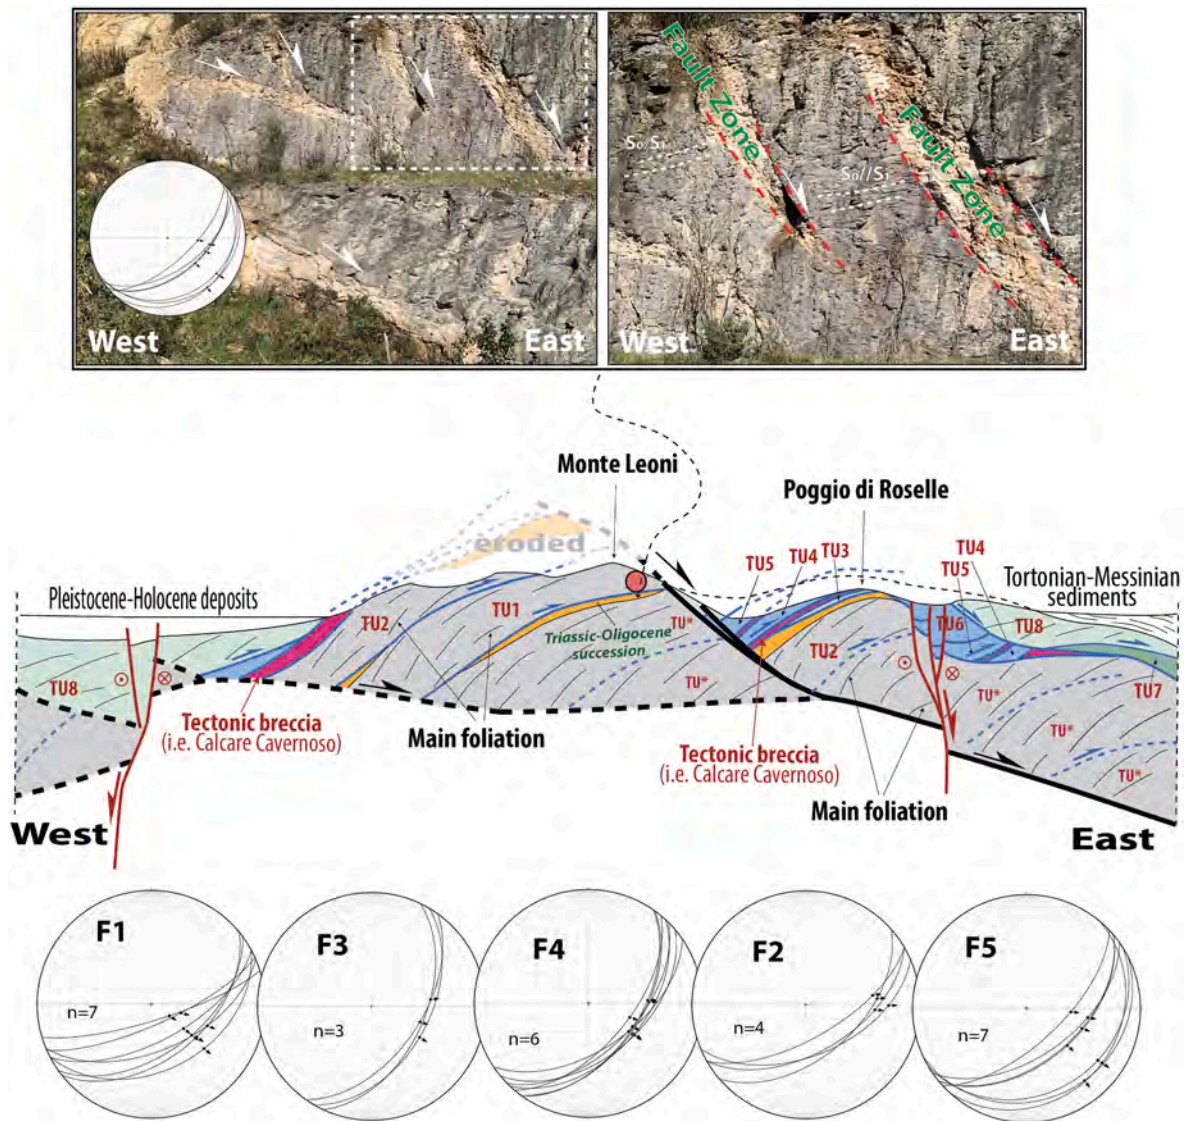 Fault Zone
Fault Zone
S₀//S₁
S₀//S₁
West
East
West
East
Monte Leoni
Poggio di Roselle
eroded
Pleistocene-Holocene deposits
TU5
TU4
TU3
TU4
TU5
Tortonian-Messinian
sediments
TU2
TU1
TU*
TU6
TU8
Triassic-Oligocene
succession
TU2
TU8
TU*
TU*
TU7
Tectonic breccia
(i.e. Calcare Cavernoso)
Main foliation
Tectonic breccia
(i.e. Calcare Cavernoso)
TU*
TU*
Main foliation
West
East
F1
n=7
F3
n=3
F4
n=6
F2
n=4
F5
n=7